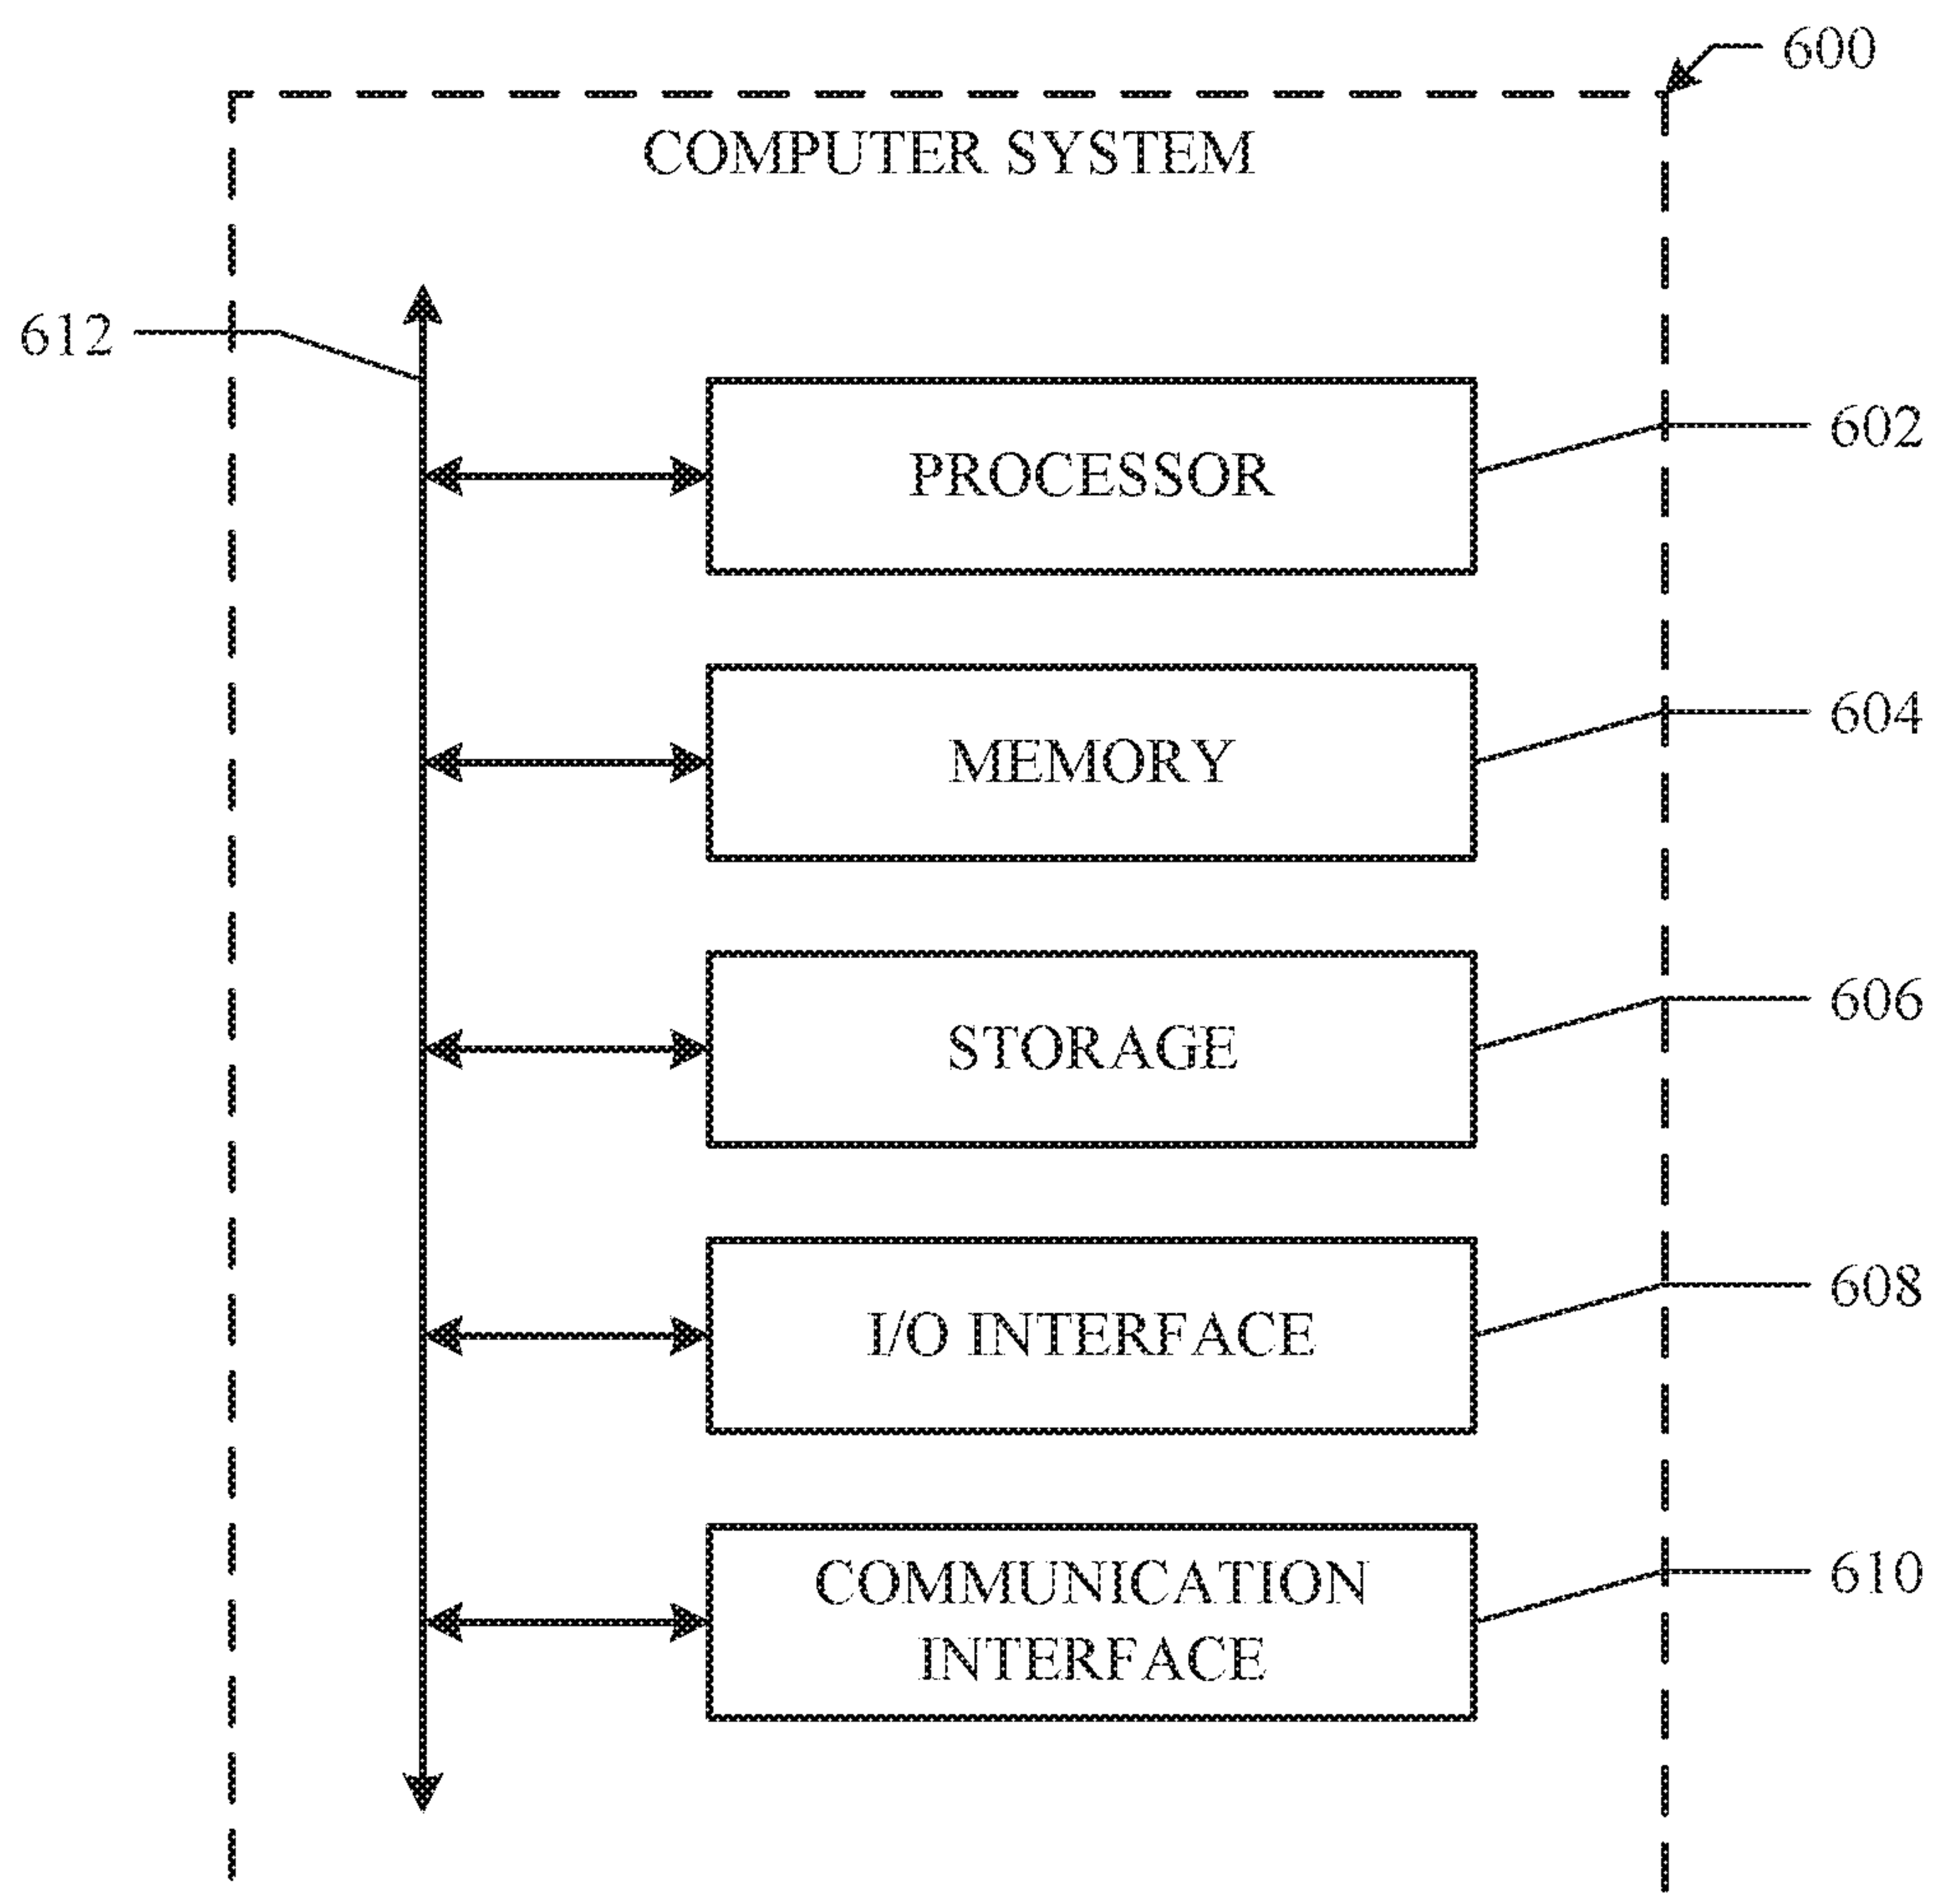 600
COMPUTER SYSTEM
612
PROCESSOR
602
MEMORY
604
STORAGE
606
I/O INTERFACE
608
COMMUNICATION
INTERFACE
610